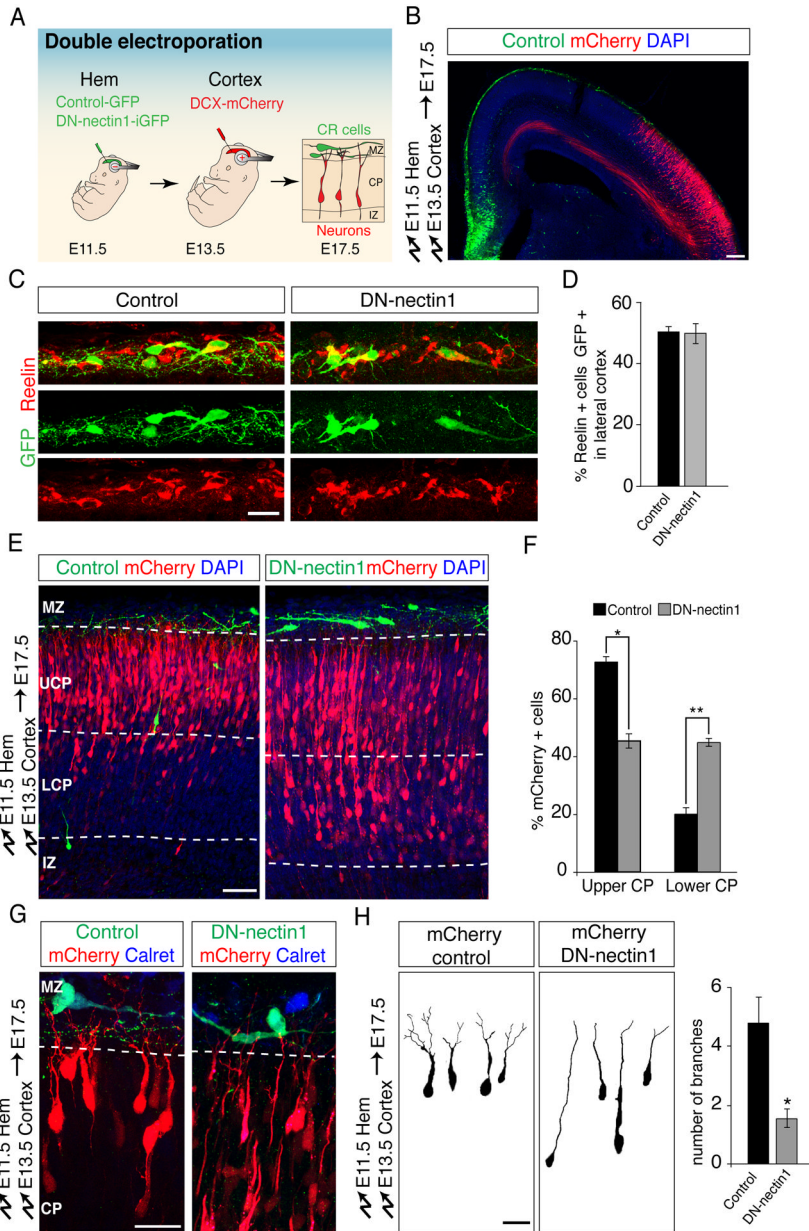 A
Double electroporation
Hem
Control-GFP
DN-nectin1-iGFP
Cortex
DCX-mCherry
CR cells
MZ
CP
IZ
Neurons
E11.5
E13.5
E17.5
B
Control mCherry DAPI
E11.5 Hem
E13.5 Cortex → E17.5
C
Control
DN-nectin1
GFP Reelin
D
% Reelin + cells GFP +
in lateral cortex
60
40
20
0
Control
DN-nectin1
E
Control mCherry DAPI
DN-nectin1mCherry DAPI
E11.5 Hem
E13.5 Cortex → E17.5
MZ
UCP
LCP
IZ
F
Control
DN-nectin1
% mCherry + cells
80
60
40
20
0
*
**
Upper CP
Lower CP
G
Control
mCherry Calret
DN-nectin1
mCherry Calret
E11.5 Hem
E13.5 Cortex → E17.5
MZ
CP
H
mCherry
control
mCherry
DN-nectin1
E11.5 Hem
E13.5 Cortex → E17.5
number of branches
6
4
2
0
*
Control
DN-nectin1